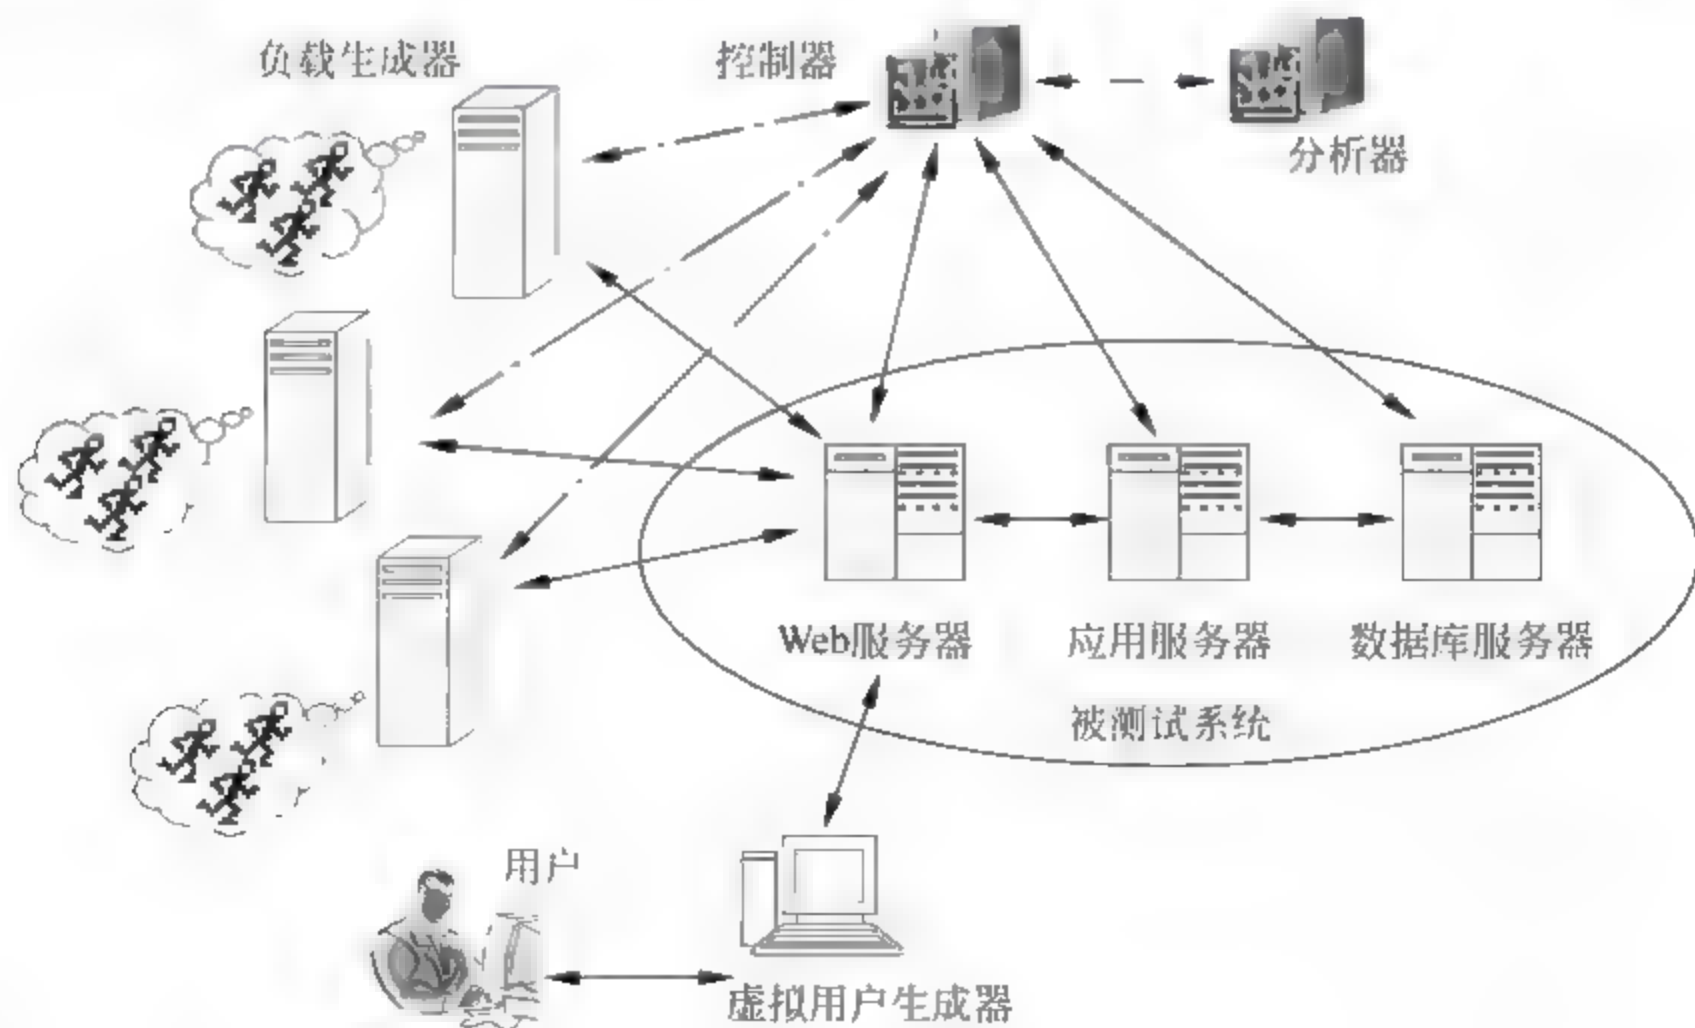 负载生成器
控制器
分析器
Web服务器
应用服务器
数据库服务器
被测试系统
用户
虚拟用户生成器